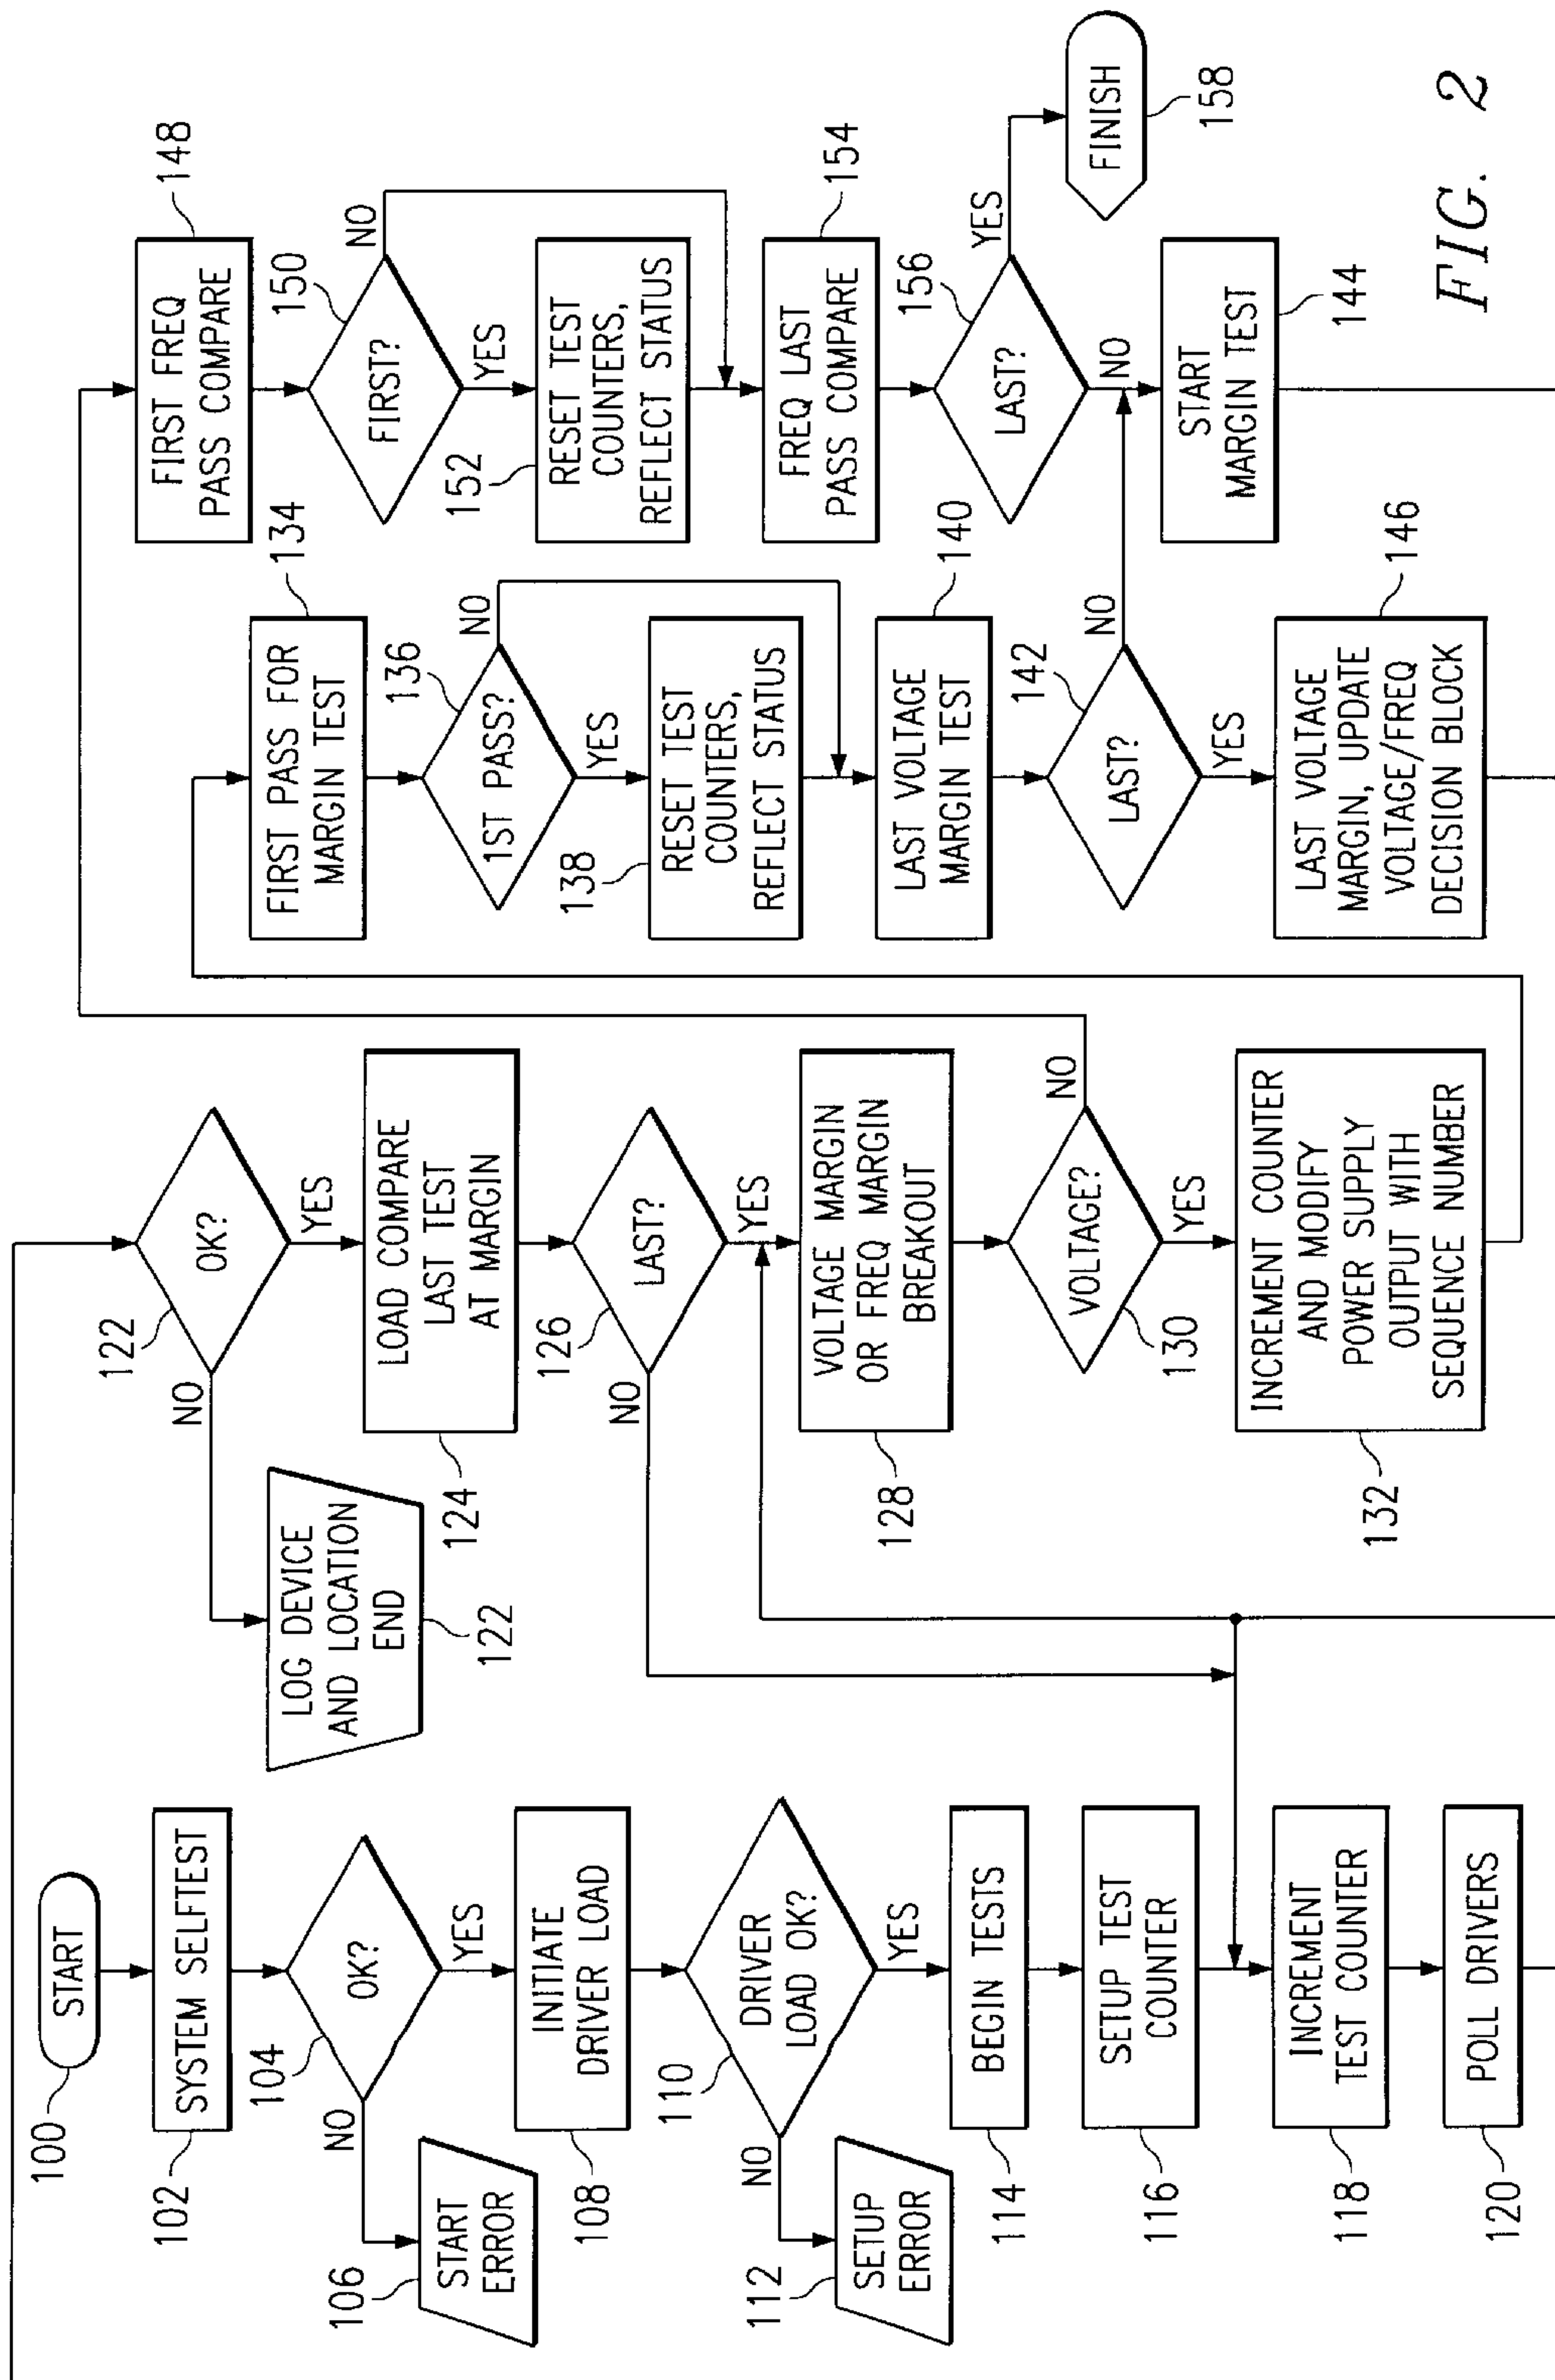 START
100
SYSTEM SELFTEST
102
OK?
104
NO
YES
START
ERROR
106
INITIATE
DRIVER LOAD
108
DRIVER
LOAD OK?
110
NO
YES
SETUP
ERROR
112
BEGIN TESTS
114
SETUP TEST
COUNTER
116
INCREMENT
TEST COUNTER
118
POLL DRIVERS
120
OK?
122
NO
YES
LOG DEVICE
AND LOCATION
END
122
LOAD COMPARE
LAST TEST
AT MARGIN
124
LAST?
126
NO
YES
VOLTAGE MARGIN
OR FREQ MARGIN
BREAKOUT
128
VOLTAGE?
130
NO
YES
INCREMENT COUNTER
AND MODIFY
POWER SUPPLY
OUTPUT WITH
SEQUENCE NUMBER
132
FIRST PASS FOR
MARGIN TEST
134
1ST PASS?
136
NO
YES
RESET TEST
COUNTERS,
REFLECT STATUS
138
LAST VOLTAGE
MARGIN TEST
140
LAST?
142
NO
YES
LAST VOLTAGE
MARGIN, UPDATE
VOLTAGE/FREQ
DECISION BLOCK
146
FIRST FREQ
PASS COMPARE
148
FIRST?
150
NO
YES
RESET TEST
COUNTERS,
REFLECT STATUS
152
FREQ LAST
PASS COMPARE
154
LAST?
156
YES
NO
FINISH
158
START
MARGIN TEST
144
FIG. 2